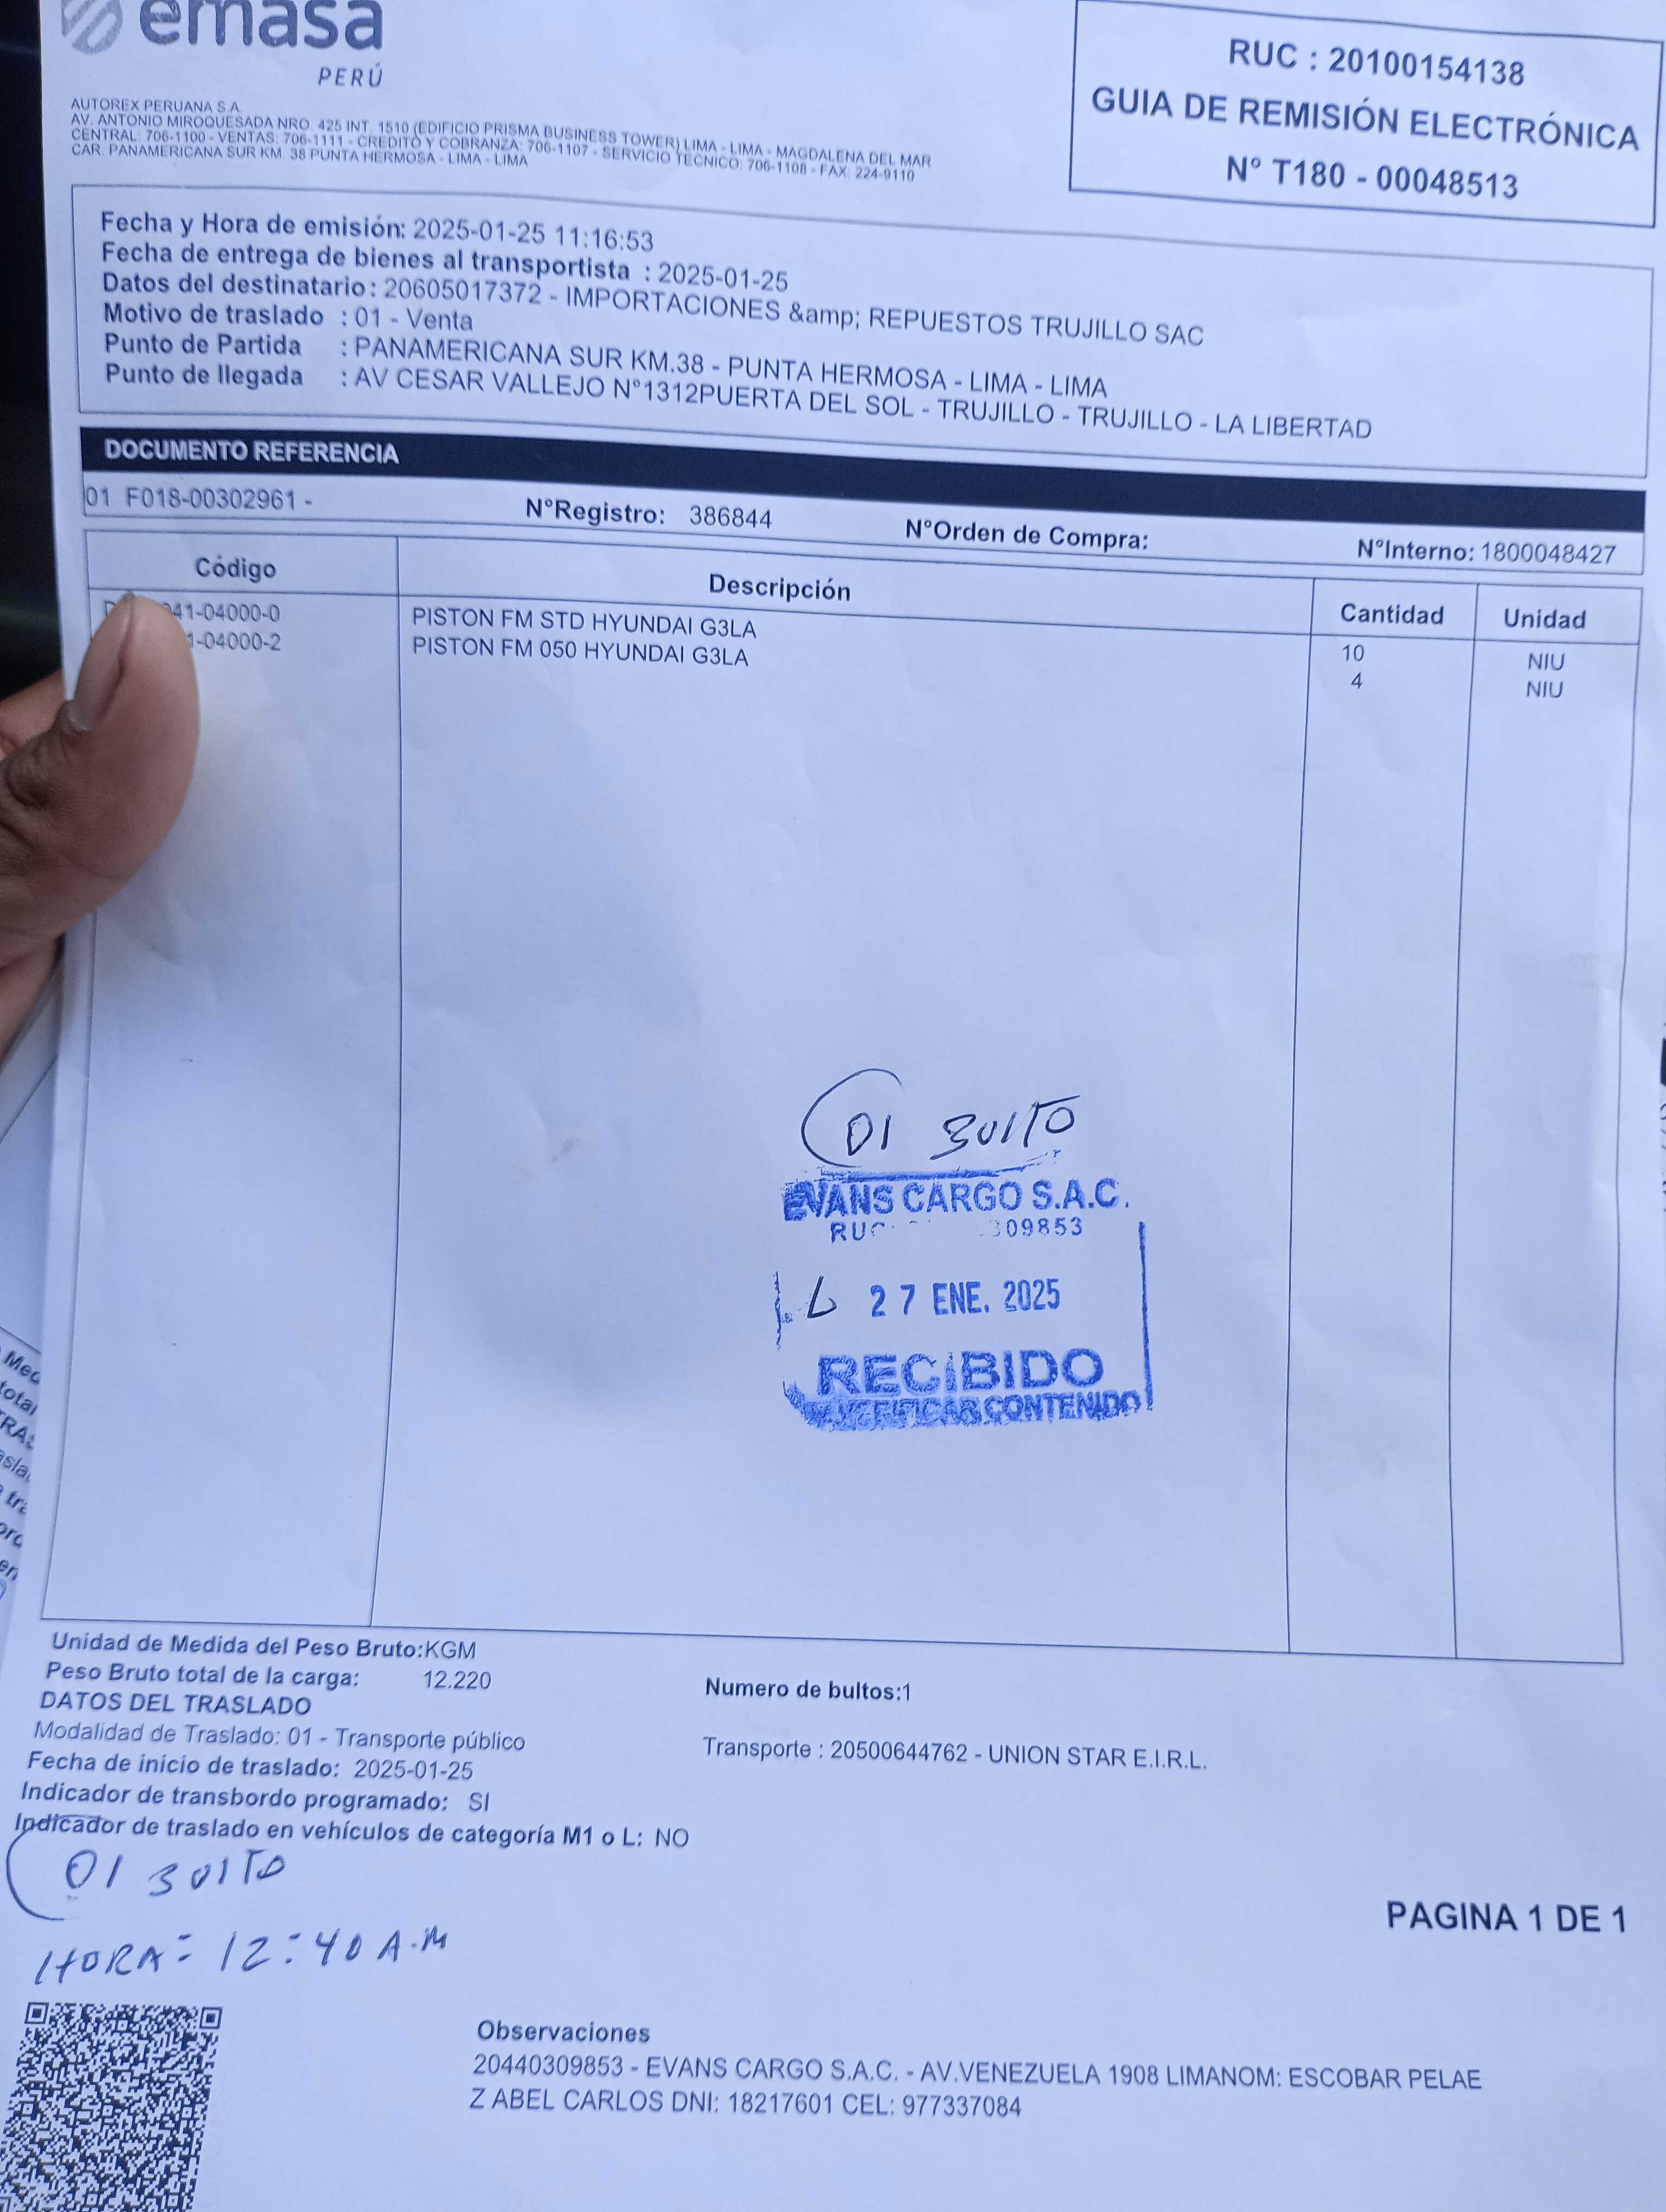 emasa
PERÚ
AUTOREX PERUANA S.A.
AV. ANTONIO MIROQUESADA NRO. 425 INT. 1510 (EDIFICIO PRISMA BUSINESS TOWER) LIMA - LIMA - MAGDALENA DEL MAR
CENTRAL: 706-1100 - VENTAS: 706-1111 - CREDITO Y COBRANZA: 706-1107 - SERVICIO TECNICO: 706-1108 - FAX: 224-9110
CAR. PANAMERICANA SUR KM. 38 PUNTA HERMOSA - LIMA - LIMA
RUC : 20100154138
GUIA DE REMISIÓN ELECTRÓNICA
N° T180 - 00048513
Fecha y Hora de emisión: 2025-01-25 11:16:53
Fecha de entrega de bienes al transportista : 2025-01-25
Datos del destinatario : 20605017372 - IMPORTACIONES &amp; REPUESTOS TRUJILLO SAC
Motivo de traslado : 01 - Venta
Punto de Partida : PANAMERICANA SUR KM.38 - PUNTA HERMOSA - LIMA - LIMA
Punto de llegada : AV CESAR VALLEJO N°1312PUERTA DEL SOL - TRUJILLO - TRUJILLO - LA LIBERTAD
DOCUMENTO REFERENCIA
01 F018-00302961 - N°Registro: 386844 N°Orden de Compra: N°Interno: 1800048427
Código Descripción Cantidad Unidad
41-04000-0 PISTON FM STD HYUNDAI G3LA 10 NIU
1-04000-2 PISTON FM 050 HYUNDAI G3LA 4 NIU
01 BULTO
EVANS CARGO S.A.C.
RUC 309853
27 ENE. 2025
RECIBIDO
VERIFICAR CONTENIDO
Unidad de Medida del Peso Bruto:KGM
Peso Bruto total de la carga: 12.220 Numero de bultos:1
DATOS DEL TRASLADO
Modalidad de Traslado: 01 - Transporte público Transporte : 20500644762 - UNION STAR E.I.R.L.
Fecha de inicio de traslado: 2025-01-25
Indicador de transbordo programado: SI
Indicador de traslado en vehículos de categoría M1 o L: NO
01 BULTO
HORA: 12:40 A.M
PAGINA 1 DE 1
Observaciones
20440309853 - EVANS CARGO S.A.C. - AV.VENEZUELA 1908 LIMANOM: ESCOBAR PELAE
Z ABEL CARLOS DNI: 18217601 CEL: 977337084